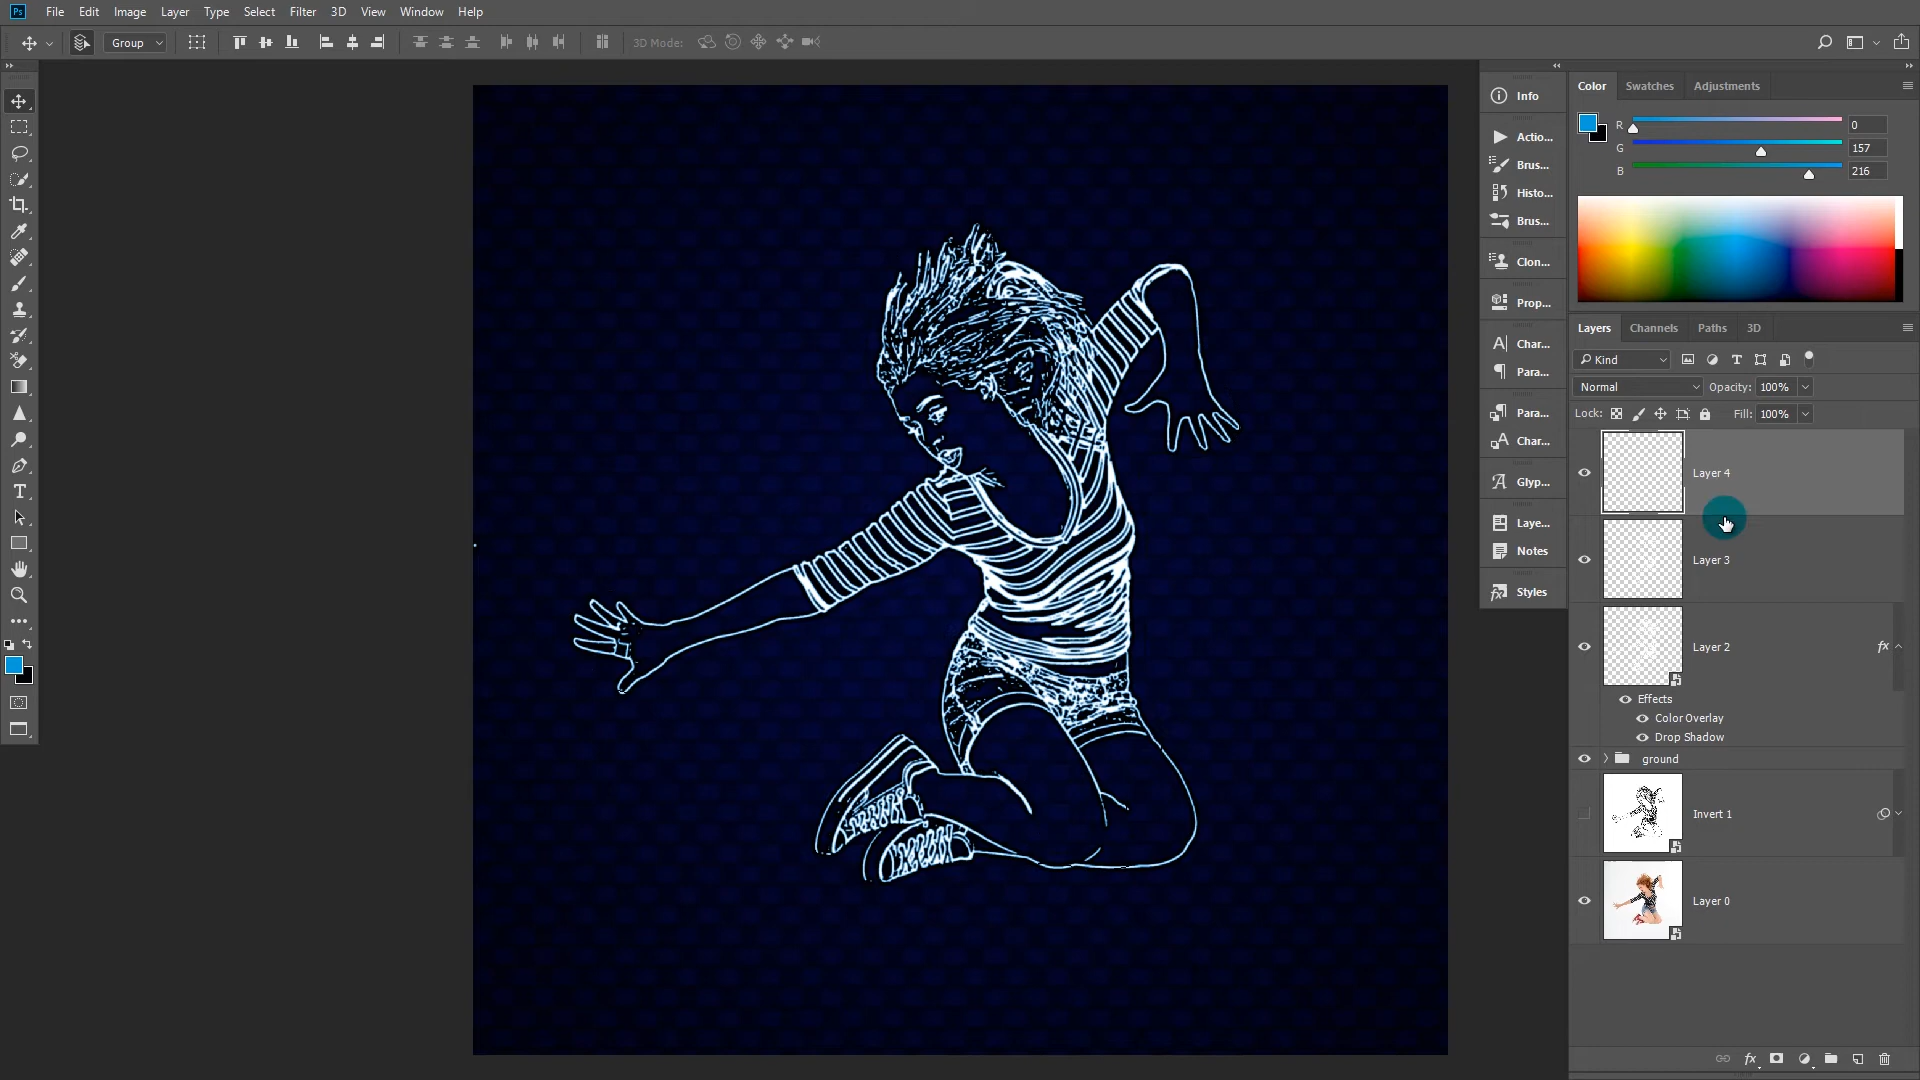 Ps File Edit Image Layer Type Select Filter 3D View Window Help
Group 3D Mode:
Info
Actio...
Brus...
Histo...
Brus...
Clon...
Prop...
Char...
Para...
Para...
Char...
Glyp...
Laye...
Notes
Styles
Color Swatches Adjustments
R 0
G 157
B 216
Layers Channels Paths 3D
Kind
Normal Opacity: 100%
Lock: Fill: 100%
Layer 4
Layer 3
Layer 2 fx
Effects
Color Overlay
Drop Shadow
ground
Invert 1
Layer 0
fx